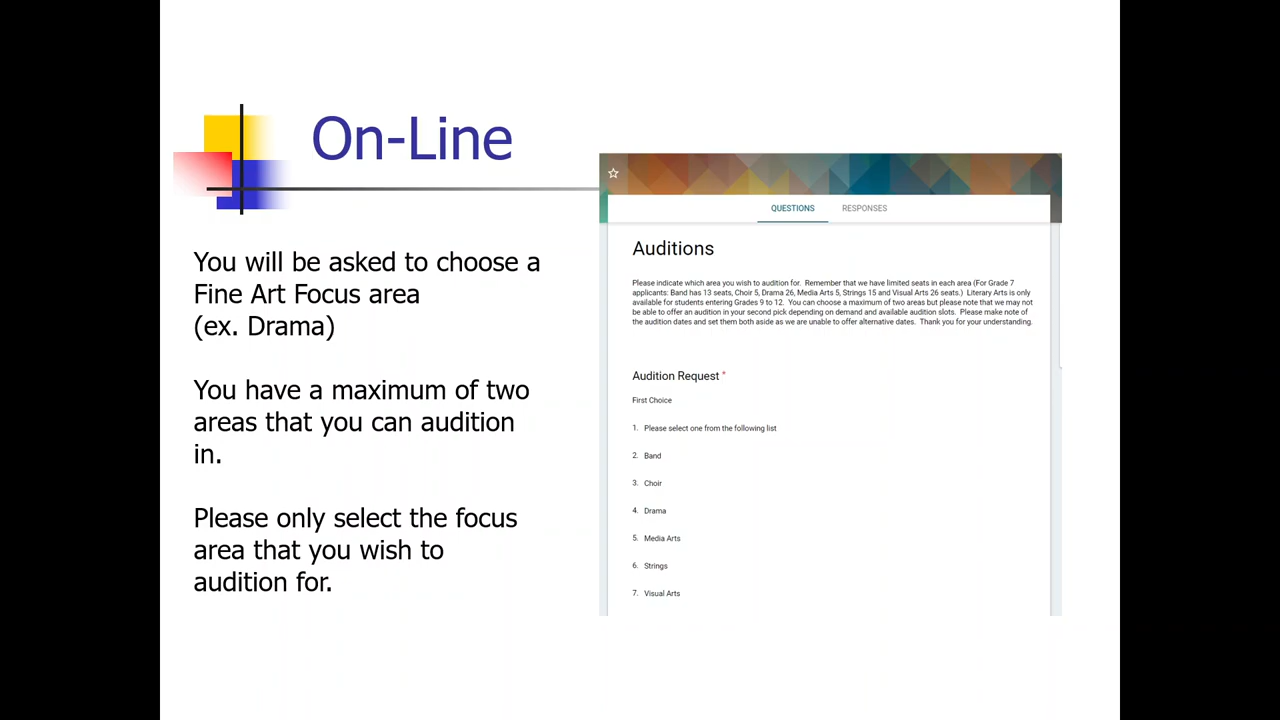 On-Line
You will be asked to choose a
Fine Art Focus area
(ex. Drama)
You have a maximum of two
areas that you can audition
in.
Please only select the focus
area that you wish to
audition for.
QUESTIONS RESPONSES
Auditions
Please indicate which area you wish to audition for. Remember that we have limited seats in each area (For Grade 7
applicants: Band has 13 seats, Choir 5, Drama 26, Media Arts 5, Strings 15 and Visual Arts 26 seats.) Literary Arts is only
available for students entering Grades 9 to 12. You can choose a maximum of two areas but please note that we may not
be able to offer an audition in your second pick depending on demand and available audition slots. Please make note of
the audition dates and set them both aside as we are unable to offer alternative dates. Thank you for your understanding.
Audition Request *
First Choice
1. Please select one from the following list
2. Band
3. Choir
4. Drama
5. Media Arts
6. Strings
7. Visual Arts